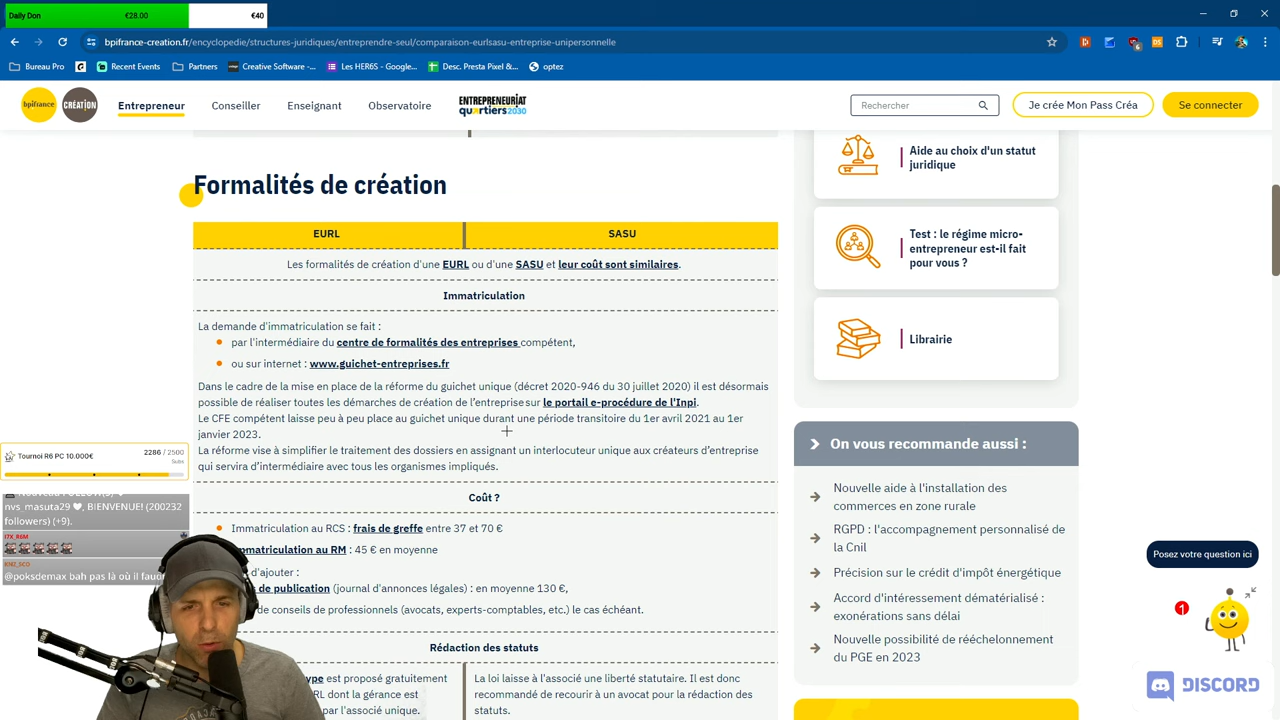 Daily Don
€28.00
€40
bpifrance-creation.fr/encyclopedie/structures-juridiques/entreprendre-seul/comparaison-eurlsasu-entreprise-unipersonnelle
Bureau Pro
Recent Events
Partners
Creative Software -...
Les HER6S - Google...
Desc. Presta Pixel &...
optez
bpifrance
CRÉATION
Entrepreneur
Conseiller
Enseignant
Observatoire
ENTREPRENEURIAT
quartiers2030
Rechercher
Je crée Mon Pass Créa
Se connecter
Formalités de création
EURL
SASU
Les formalités de création d'une EURL ou d'une SASU et leur coût sont similaires.
Immatriculation
La demande d'immatriculation se fait :
par l'intermédiaire du centre de formalités des entreprises compétent,
ou sur internet : www.guichet-entreprises.fr
Dans le cadre de la mise en place de la réforme du guichet unique (décret 2020-946 du 30 juillet 2020) il est désormais
possible de réaliser toutes les démarches de création de l'entreprise sur le portail e-procédure de l'Inpi.
Le CFE compétent laisse peu à peu place au guichet unique durant une période transitoire du 1er avril 2021 au 1er
janvier 2023.
La réforme vise à simplifier le traitement des dossiers en assignant un interlocuteur unique aux créateurs d'entreprise
qui servira d'intermédiaire avec tous les organismes impliqués.
Coût ?
Immatriculation au RCS : frais de greffe entre 37 et 70 €
mmatriculation au RM : 45 € en moyenne
d'ajouter :
de publication (journal d'annonces légales) : en moyenne 130 €,
de conseils de professionnels (avocats, experts-comptables, etc.) le cas échéant.
Rédaction des statuts
ype est proposé gratuitement
URL dont la gérance est
par l'associé unique.
La loi laisse à l'associé une liberté statutaire. Il est donc
recommandé de recourir à un avocat pour la rédaction des
statuts.
Aide au choix d'un statut
juridique
Test : le régime micro-
entrepreneur est-il fait
pour vous ?
Librairie
On vous recommande aussi :
Nouvelle aide à l'installation des
commerces en zone rurale
RGPD : l'accompagnement personnalisé de
la Cnil
Précision sur le crédit d'impôt énergétique
Accord d'intéressement dématérialisé :
exonérations sans délai
Nouvelle possibilité de rééchelonnement
du PGE en 2023
Posez votre question ici
1
DISCORD
Tournoi R6 PC 10.000€
2286 / 2500
Subs
nvs_masuta29 🤍, BIENVENUE! (200232
followers) (+9).
@poksdemax bah pas là où il faud